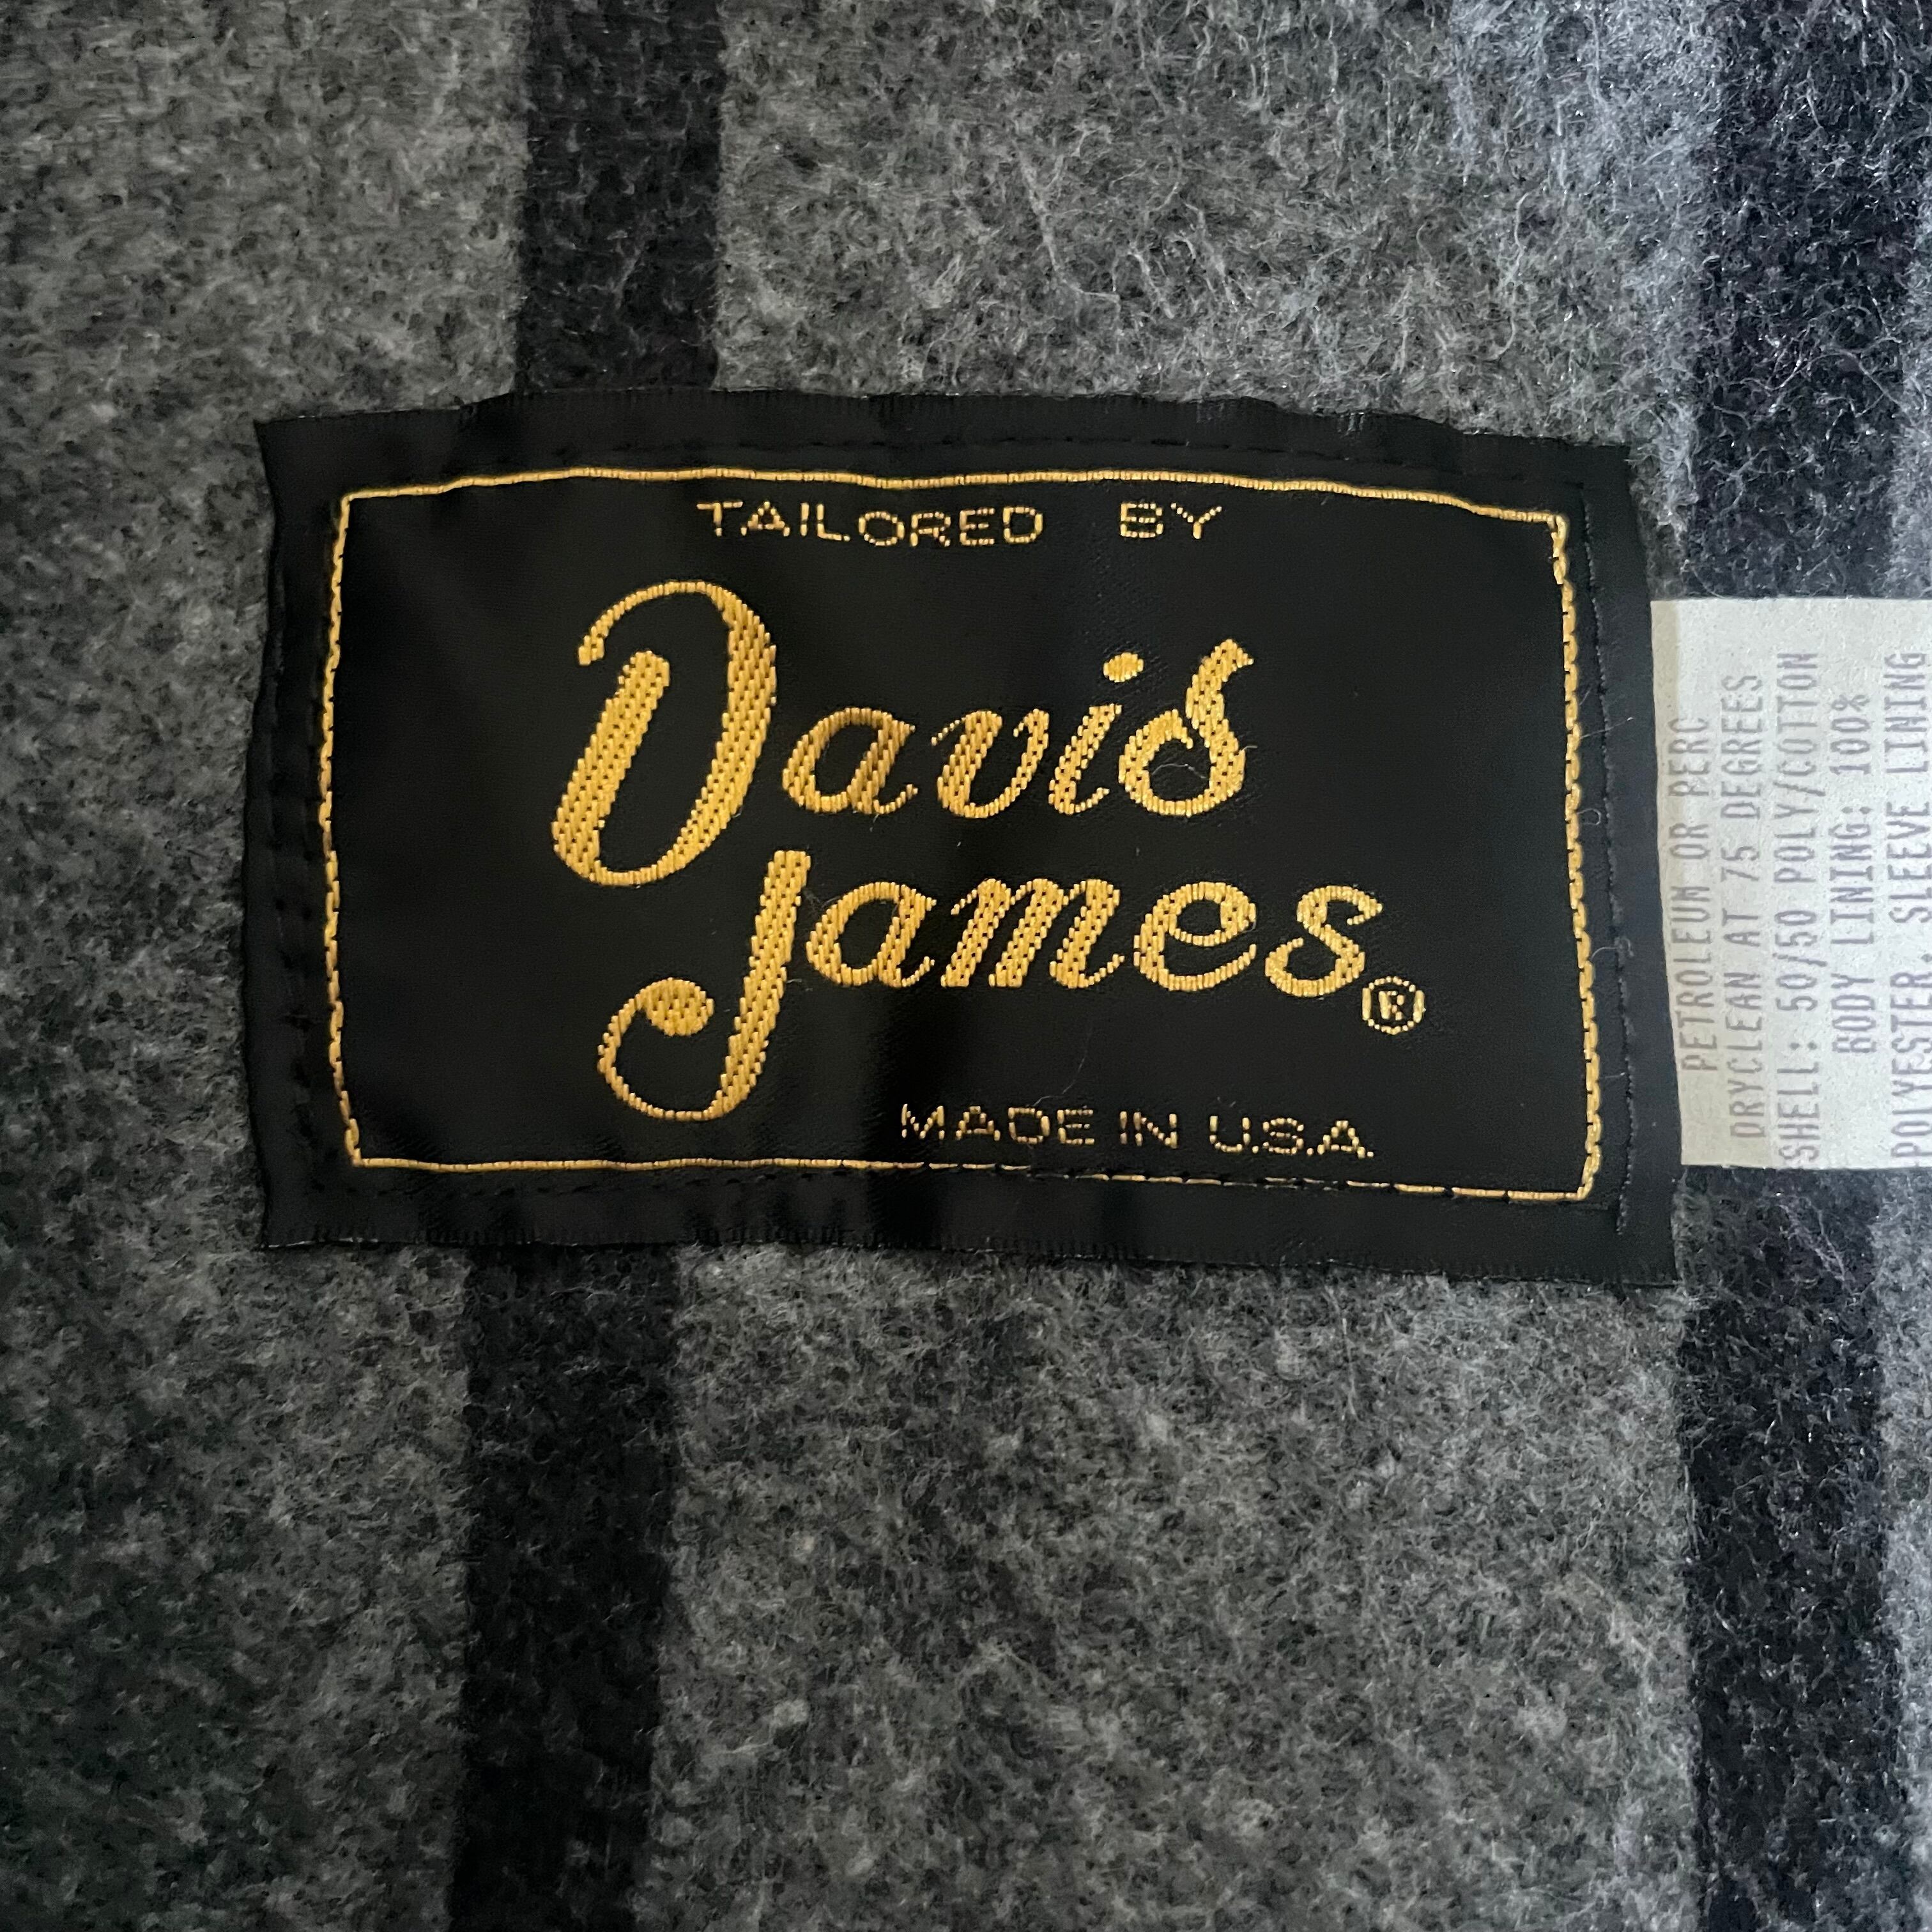 TAILORED BY
Davis
James®
MADE IN U.S.A.
PETROLEUM OR PERC
DRYCLEAN AT 75 DEGREES
SHELL: 50/50 POLY/COTTON
BODY LINING: 100%
POLYESTER. SLEEVE LINING